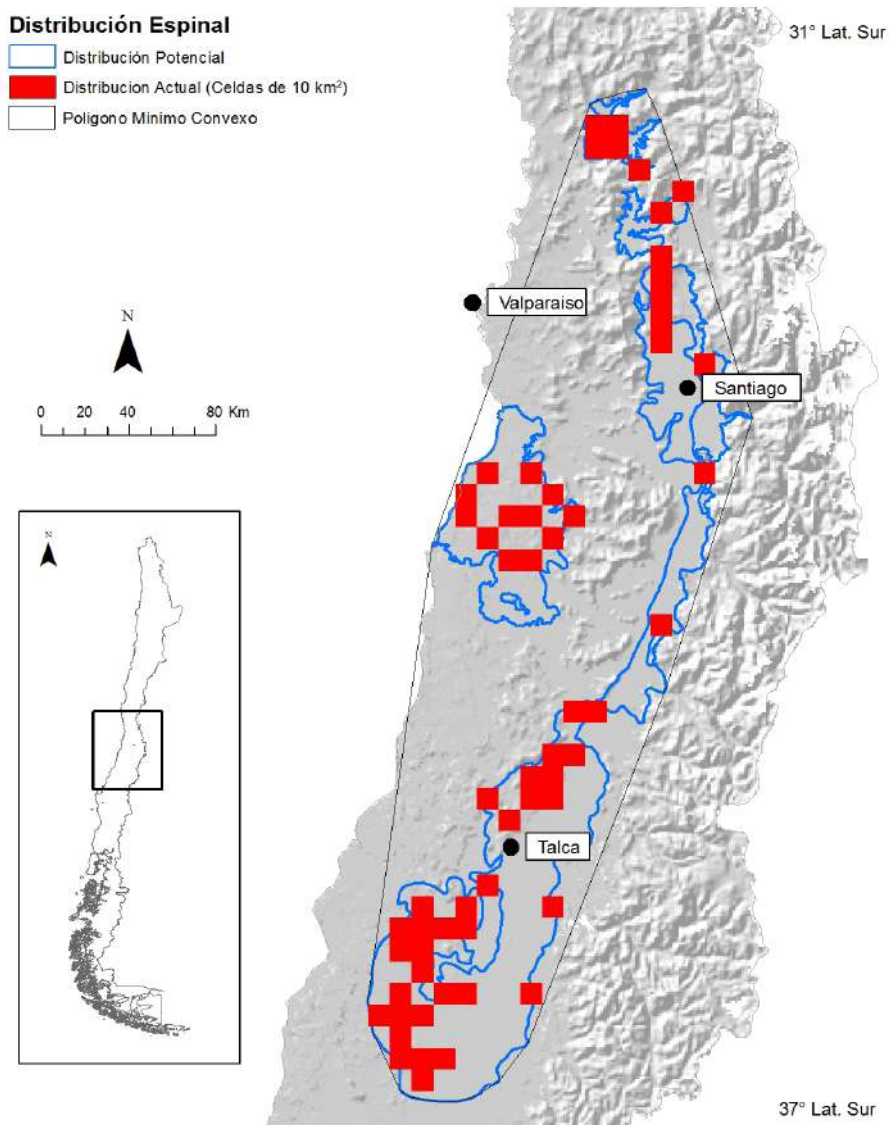 Distribución Espinal
Distribución Potencial
Distribucion Actual (Celdas de 10 km²)
Poligono Minimo Convexo
31° Lat. Sur
Valparaiso
N
0 20 40 80 Km
Santiago
N
Talca
37° Lat. Sur